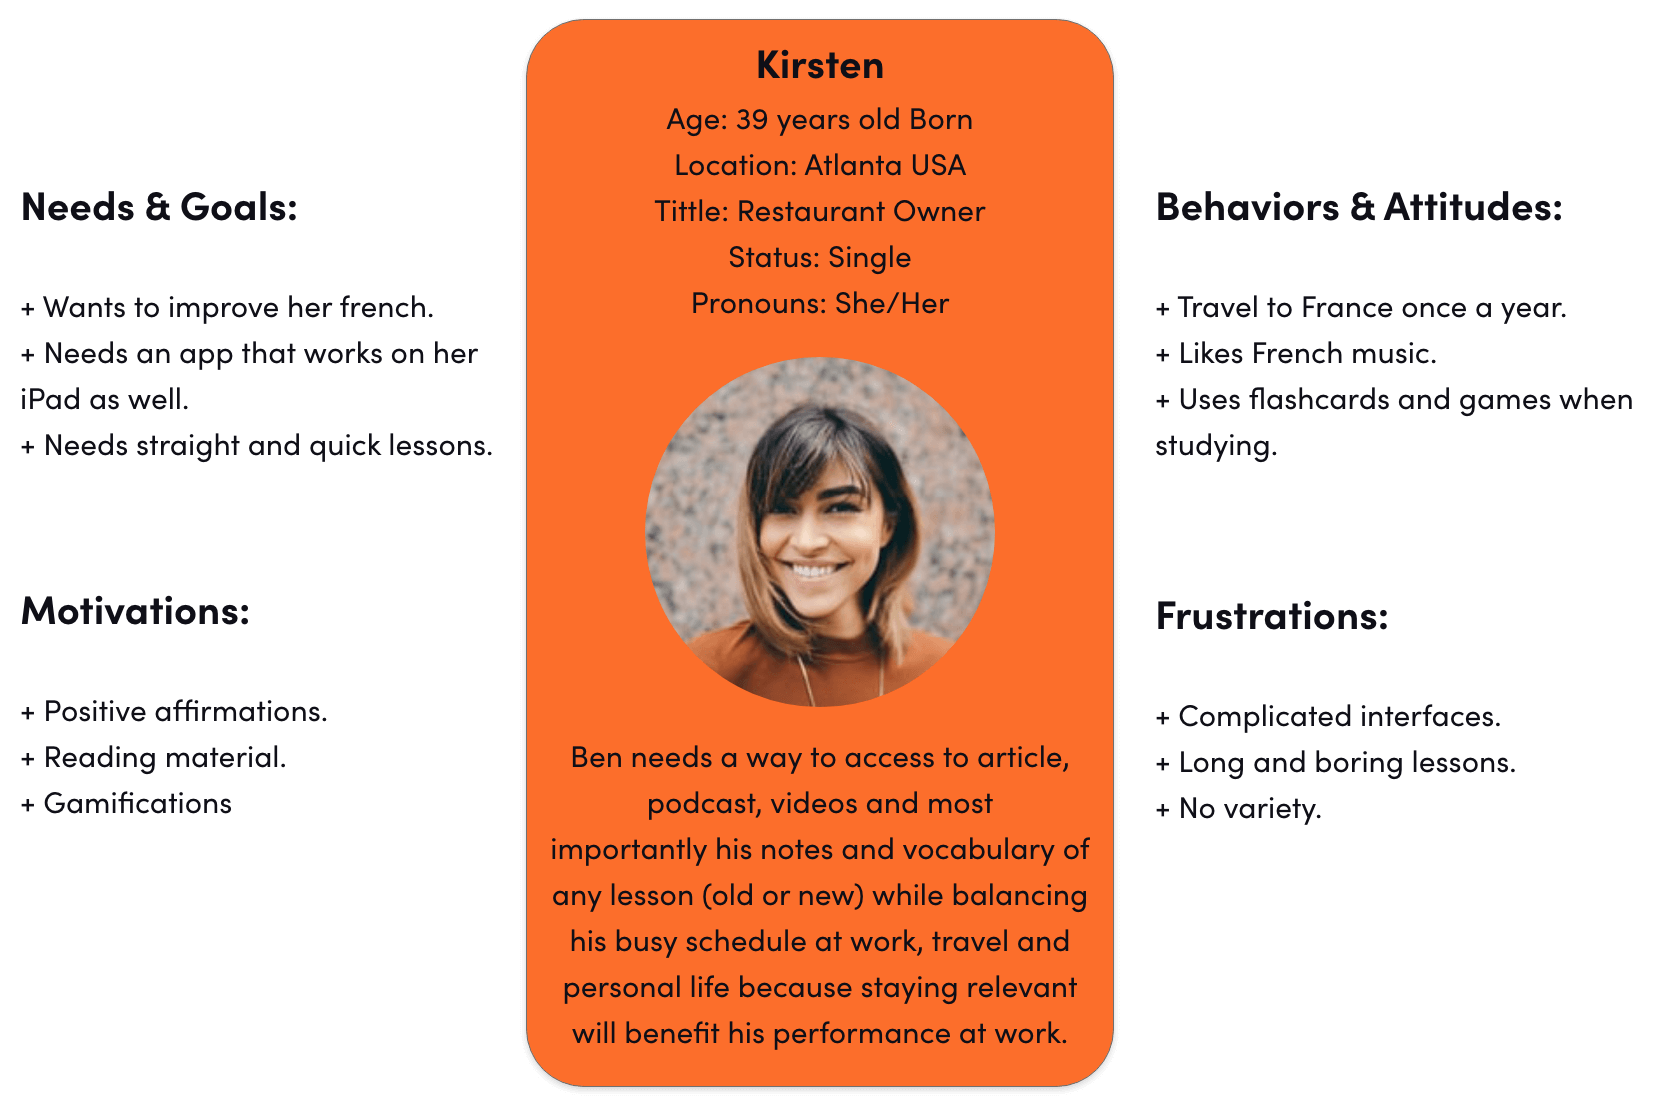 Kirsten
Age: 39 years old Born
Location: Atlanta USA
Tittle: Restaurant Owner
Status: Single
Pronouns: She/Her
Ben needs a way to access to article,
podcast, videos and most
importantly his notes and vocabulary of
any lesson (old or new) while balancing
his busy schedule at work, travel and
personal life because staying relevant
will benefit his performance at work.
Needs & Goals:
+ Wants to improve her french.
+ Needs an app that works on her
iPad as well.
+ Needs straight and quick lessons.
Motivations:
+ Positive affirmations.
+ Reading material.
+ Gamifications
Behaviors & Attitudes:
+ Travel to France once a year.
+ Likes French music.
+ Uses flashcards and games when
studying.
Frustrations:
+ Complicated interfaces.
+ Long and boring lessons.
+ No variety.